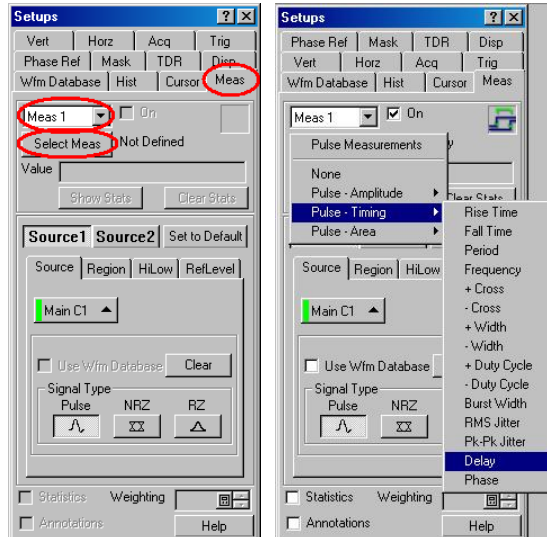 Setups
Vert Horz Acq Trig
Phase Ref Mask TDR Disp
Wfm Database Hist Cursor Meas
Meas 1 On
Select Meas Not Defined
Value
Show Stats Clear Stats
Source1 Source2 Set to Default
Source Region HiLow RefLevel
Main C1
Use Wfm Database Clear
Signal Type
Pulse NRZ RZ
Statistics Weighting
Annotations Help
Setups
Phase Ref Mask TDR Disp
Vert Horz Acq Trig
Wfm Database Hist Cursor Meas
Meas 1 On
Pulse Measurements
None
Pulse - Amplitude
Pulse - Timing
Pulse - Area
Rise Time
Fall Time
Period
Frequency
+ Cross
- Cross
+ Width
- Width
+ Duty Cycle
- Duty Cycle
Burst Width
RMS Jitter
Pk-Pk Jitter
Delay
Phase
Source Region HiLow
Main C1
Use Wfm Database
Signal Type
Pulse NRZ
Statistics Weighting
Annotations Help